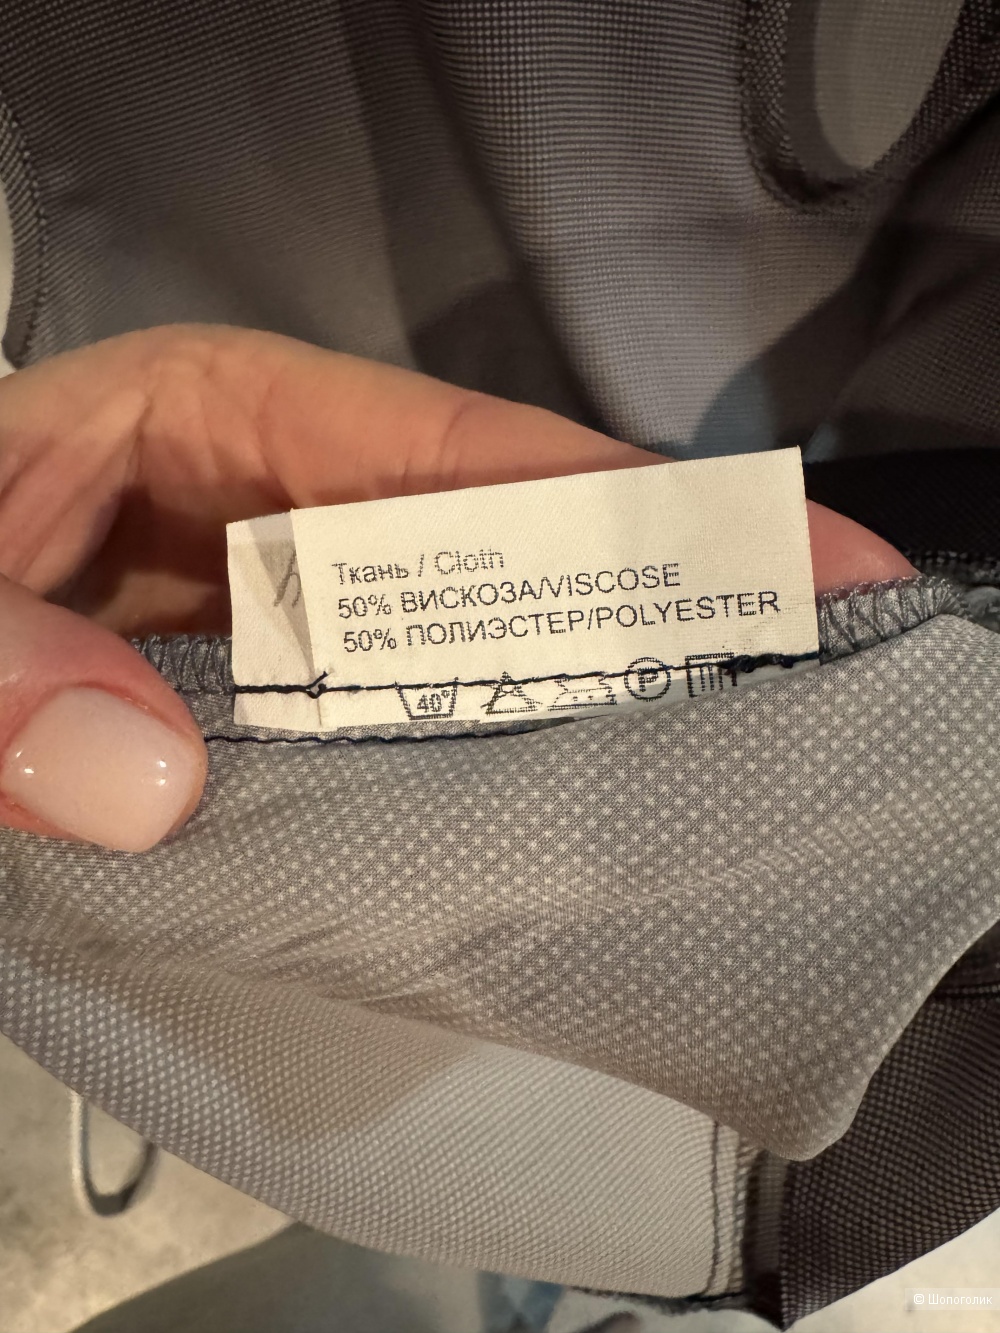 Ткань / Cloth
50% ВИСКОЗА/VISCOSE
50% ПОЛИЭСТЕР/POLYESTER
40° P
© Шопоголик